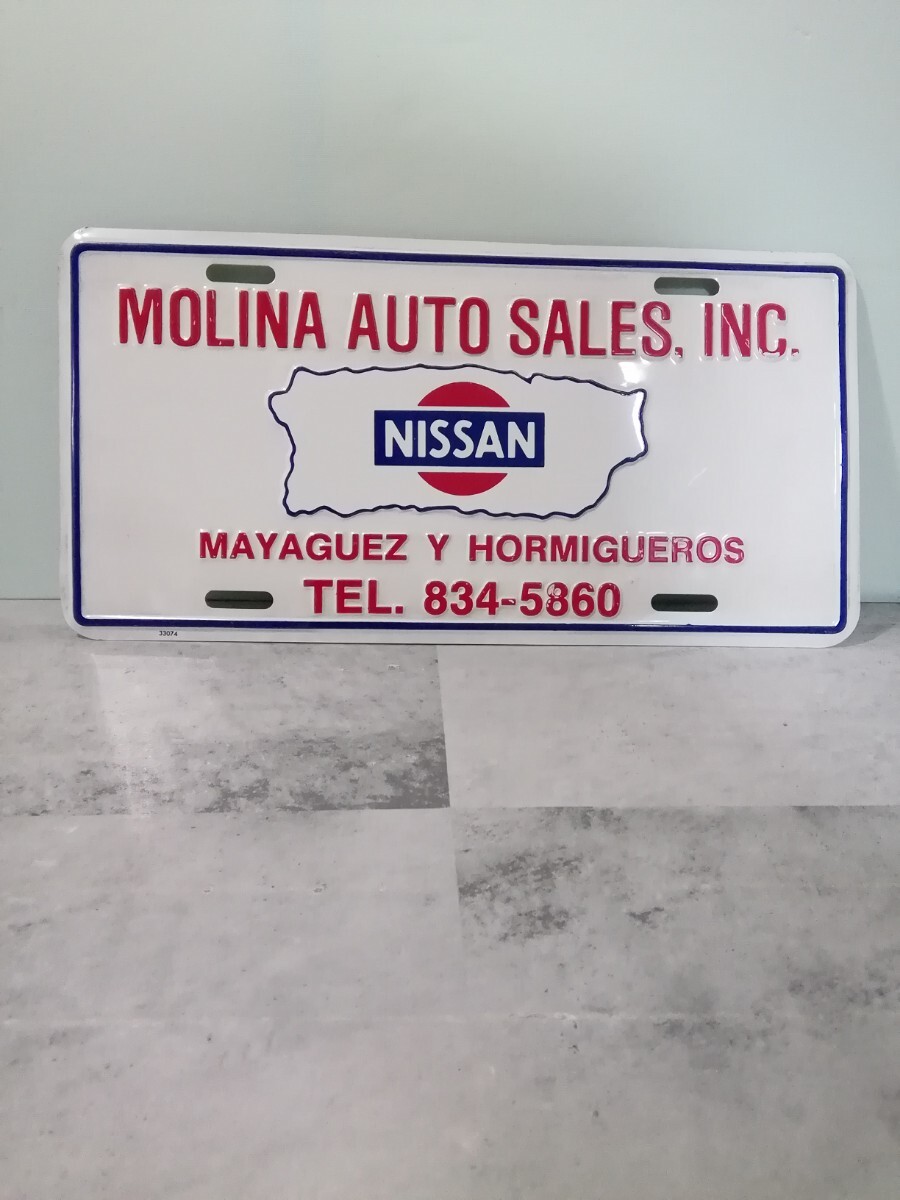 MOLINA AUTO SALES, INC.
NISSAN
MAYAGUEZ Y HORMIGUEROS
TEL. 834-5860
33074